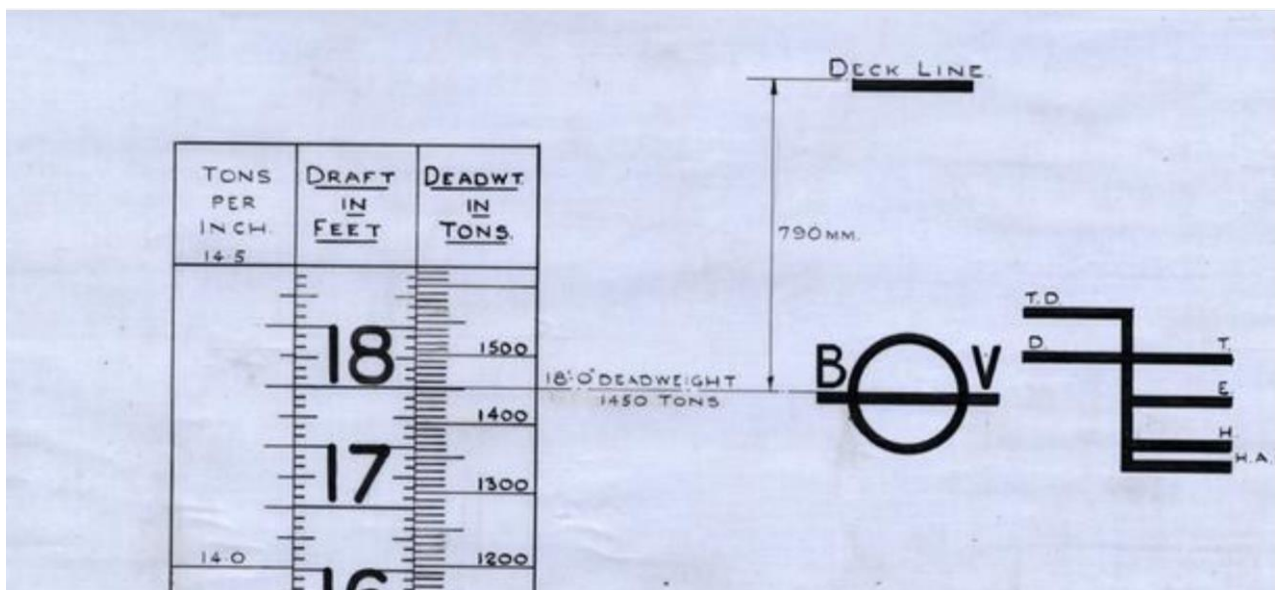 DECK LINE.
TONS
PER
INCH.
14.5
DRAFT
IN
FEET
DEADWT.
IN
TONS.
790 MM.
T.D.
18
1500
B
V
D.
T.
18'.0" DEADWEIGHT
1450 TONS
E
1400
17
H.
H.A.
1300
14.0
1200
16